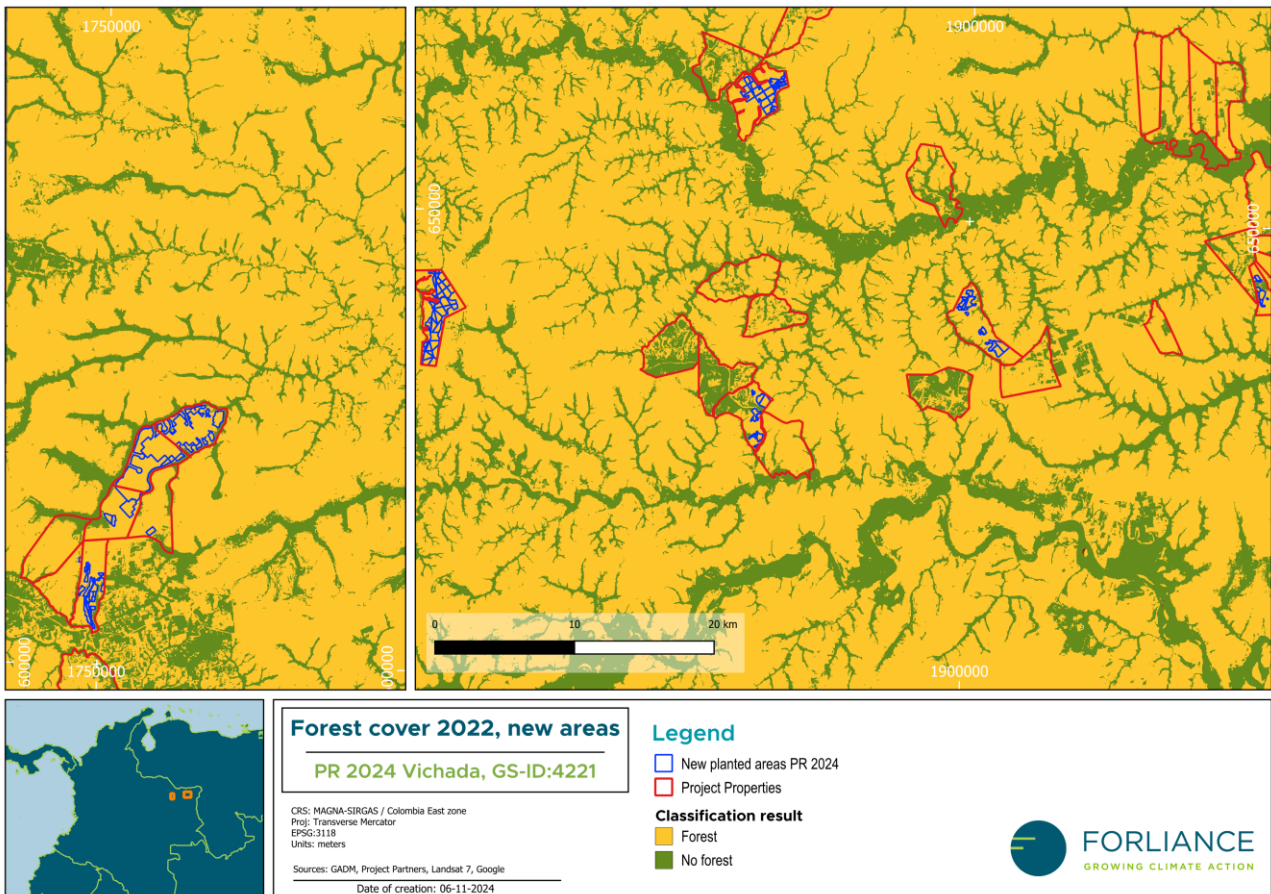 1750000
1900000
650000
650000
0 10 20 km
600000
1750000
1900000
Forest cover 2022, new areas
PR 2024 Vichada, GS-ID:4221
CRS: MAGNA-SIRGAS / Colombia East zone
Proj: Transverse Mercator
EPSG:3118
Units: meters
Sources: GADM, Project Partners, Landsat 7, Google
Date of creation: 06-11-2024
Legend
New planted areas PR 2024
Project Properties
Classification result
Forest
No forest
FORLIANCE
GROWING CLIMATE ACTION